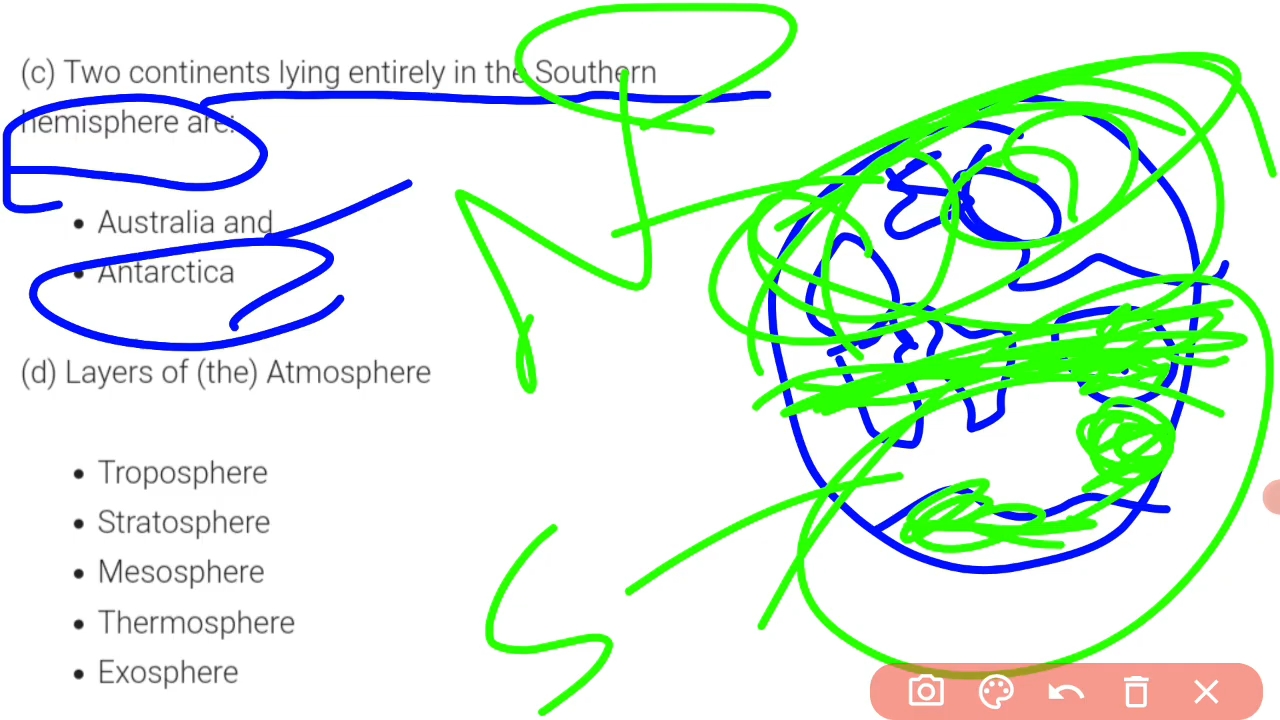 (c) Two continents lying entirely in the Southern
hemisphere are:
• Australia and
• Antarctica
(d) Layers of (the) Atmosphere
• Troposphere
• Stratosphere
• Mesosphere
• Thermosphere
• Exosphere
N
S